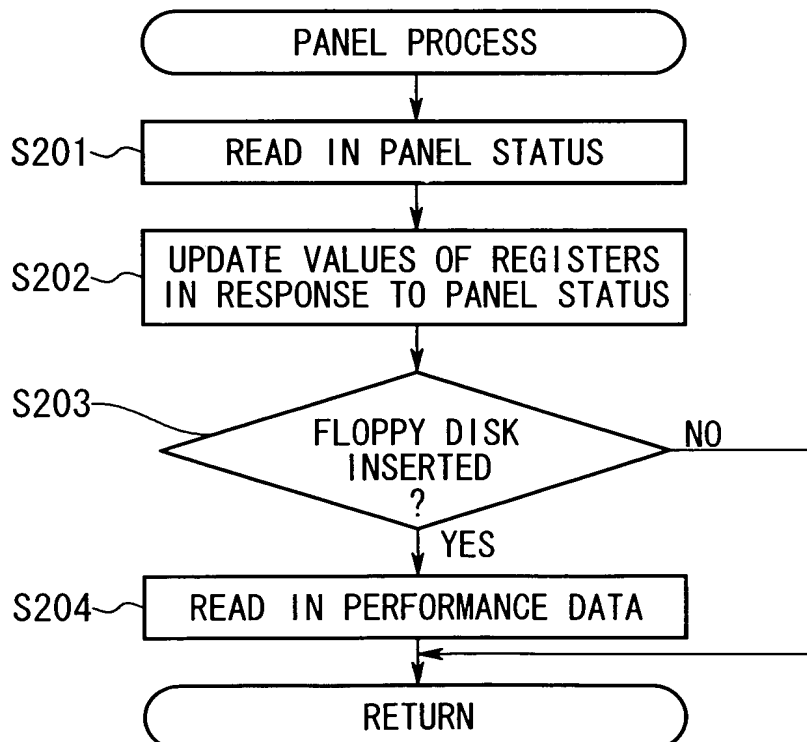 PANEL PROCESS
S201
READ IN PANEL STATUS
S202
UPDATE VALUES OF REGISTERS
IN RESPONSE TO PANEL STATUS
S203
FLOPPY DISK
INSERTED
?
NO
YES
S204
READ IN PERFORMANCE DATA
RETURN